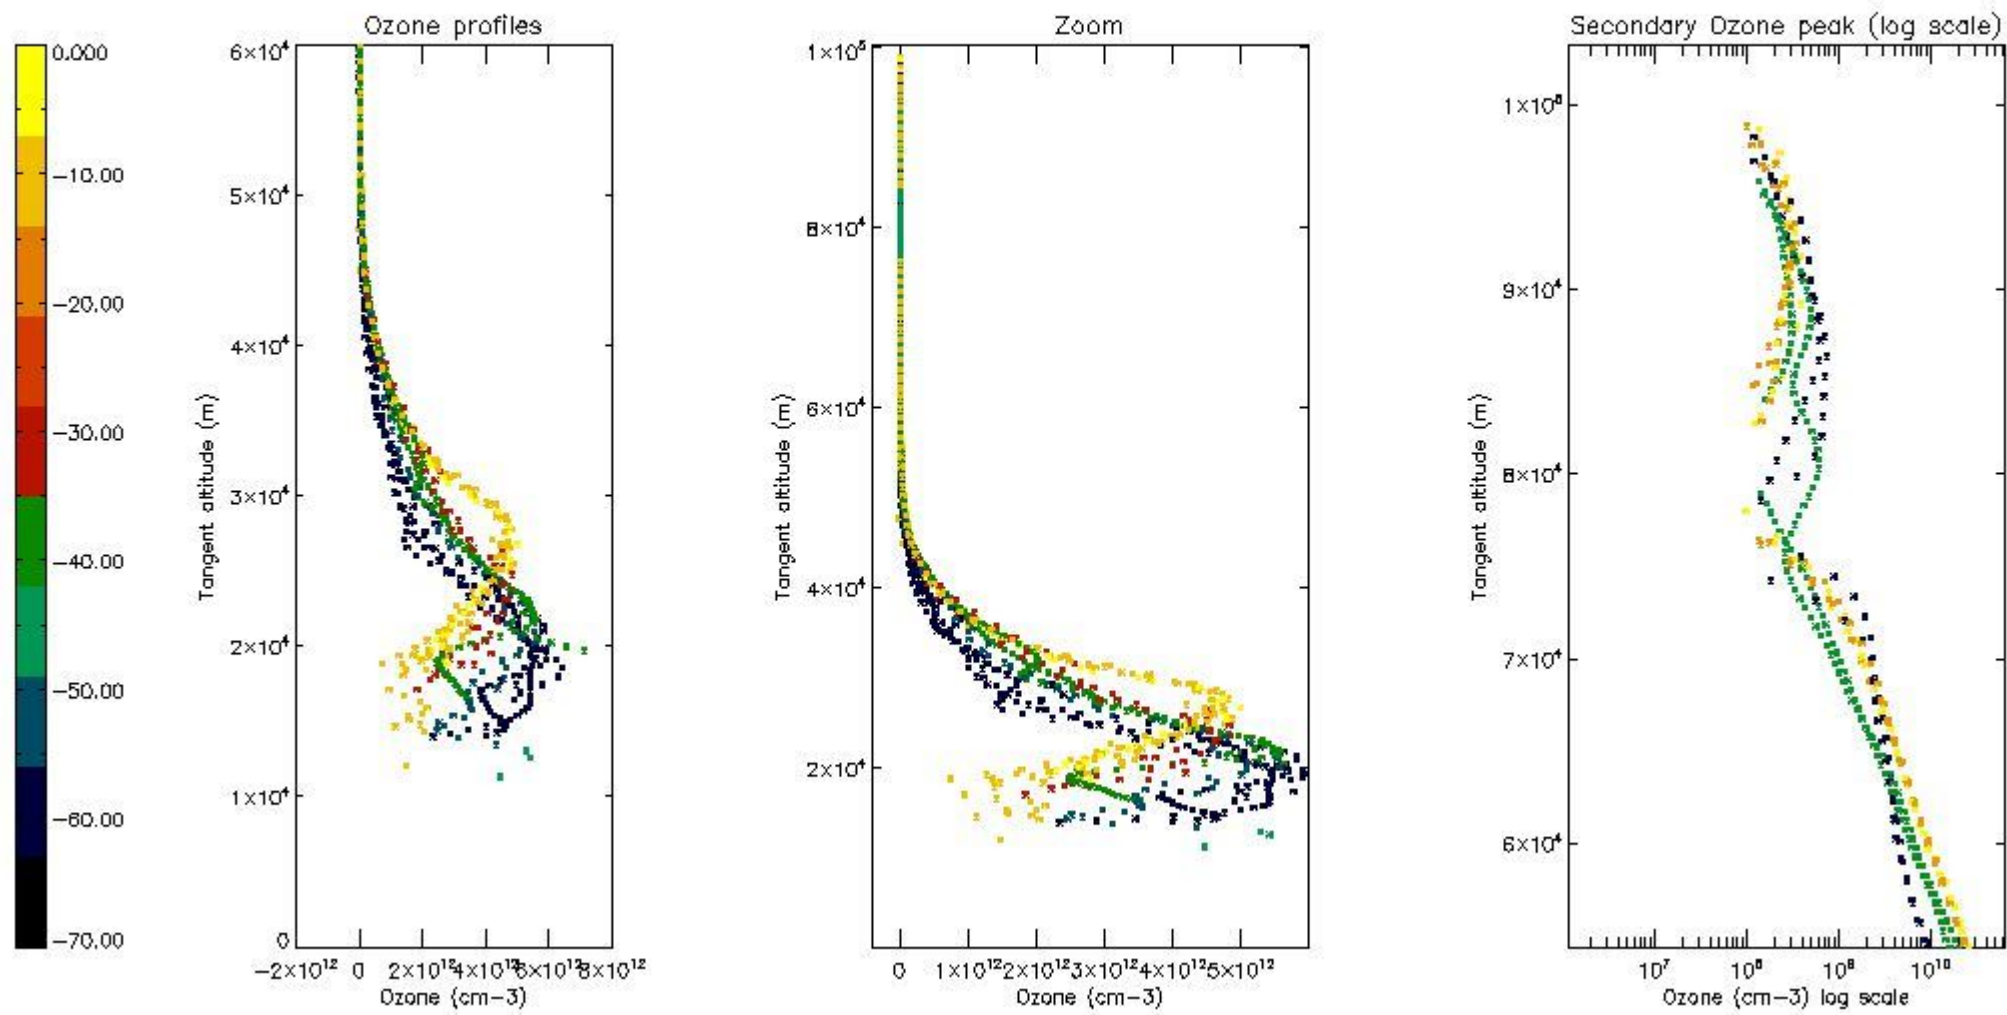 Ozone profiles
Zoom
Secondary Ozone peak (log scale)
0.000
−10.00
−20.00
−30.00
−40.00
−50.00
−60.00
−70.00
6×10⁴
5×10⁴
4×10⁴
3×10⁴
2×10⁴
1×10⁴
0
Tangent altitude (m)
−2×10¹² 0 2×10¹² 4×10¹² 6×10¹² 8×10¹²
Ozone (cm−3)
1×10⁵
8×10⁴
6×10⁴
4×10⁴
2×10⁴
Tangent altitude (m)
0 1×10¹² 2×10¹² 3×10¹² 4×10¹² 5×10¹²
Ozone (cm−3)
9×10⁴
8×10⁴
7×10⁴
6×10⁴
Tangent altitude (m)
10⁷ 10¹⁰
Ozone (cm−3) log scale